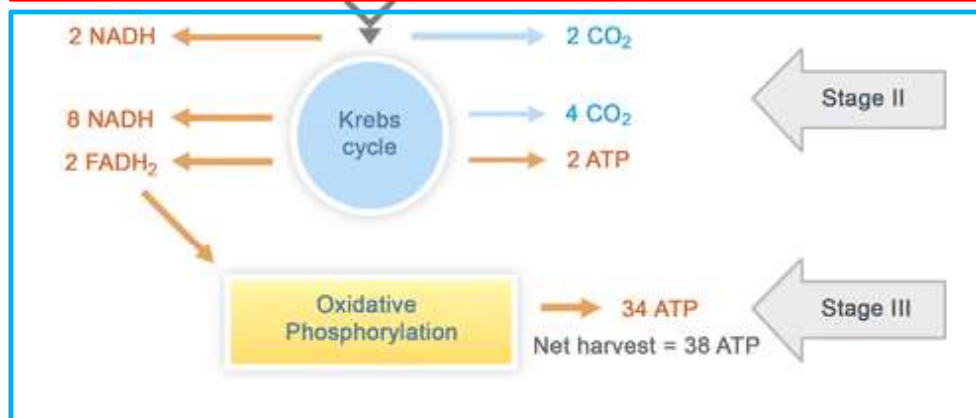 2 NADH
2 CO₂
Stage II
8 NADH
Krebs
cycle
4 CO₂
2 FADH₂
2 ATP
Oxidative
Phosphorylation
34 ATP
Net harvest = 38 ATP
Stage III